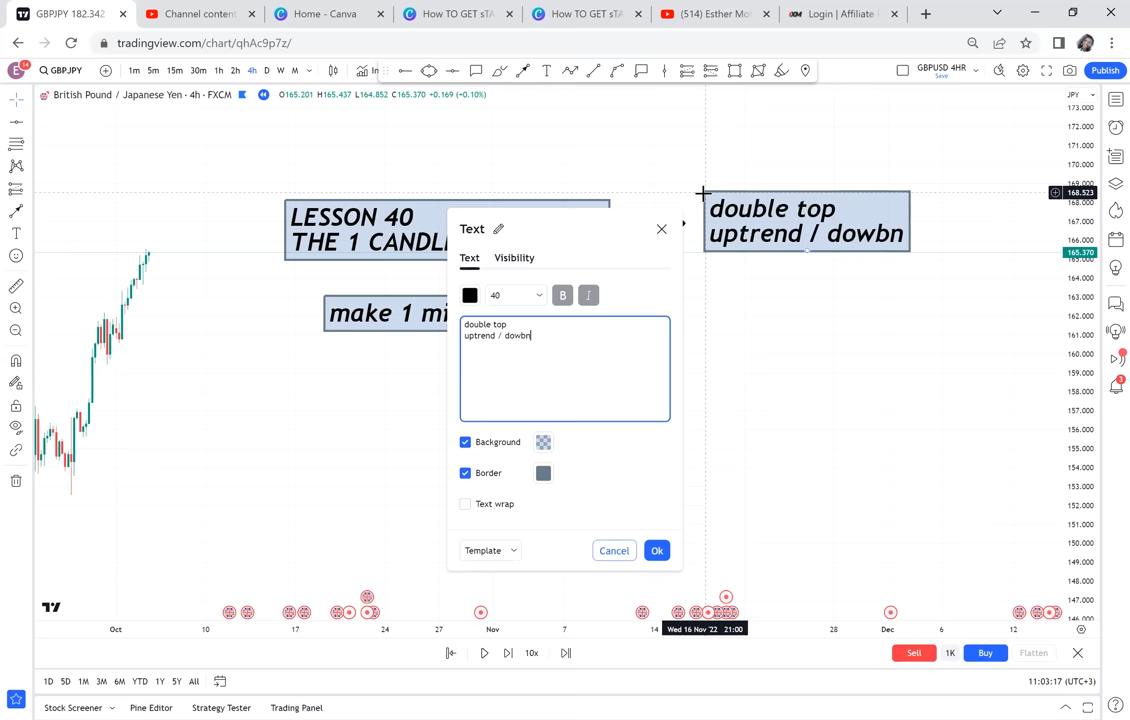 GBPJPY 182.342
Channel content
Home - Canva
How TO GET sTA
How TO GET sTA
(514) Esther Mo
Login | Affiliate
tradingview.com/chart/qhAc9p7z/
E
14
GBPJPY
1m 5m 15m 30m 1h 2h 4h D W M
In
GBPUSD 4HR
Save
Publish
British Pound / Japanese Yen · 4h · FXCM
O165.201 H165.437 L164.852 C165.370 +0.169 (+0.10%)
JPY
173.000
172.000
171.000
170.000
169.000
168.523
168.000
167.000
166.000
165.370
165.000
164.000
163.000
162.000
161.000
160.000
159.000
158.000
157.000
156.000
155.000
154.000
153.000
152.000
151.000
150.000
149.000
148.000
147.000
146.000
LESSON 40
THE 1 CANDL
make 1 mi
double top
uptrend / dowbn
Text
Text Visibility
40
B
I
double top
uptrend / dowbn
Background
Border
Text wrap
Template
Cancel
Ok
3
Oct 10 17 24 27 Nov 7 14 Wed 16 Nov '22 21:00 28 Dec 6 12
10x
Sell 1K Buy Flatten
1D 5D 1M 3M 6M YTD 1Y 5Y All
11:03:17 (UTC+3)
Stock Screener Pine Editor Strategy Tester Trading Panel